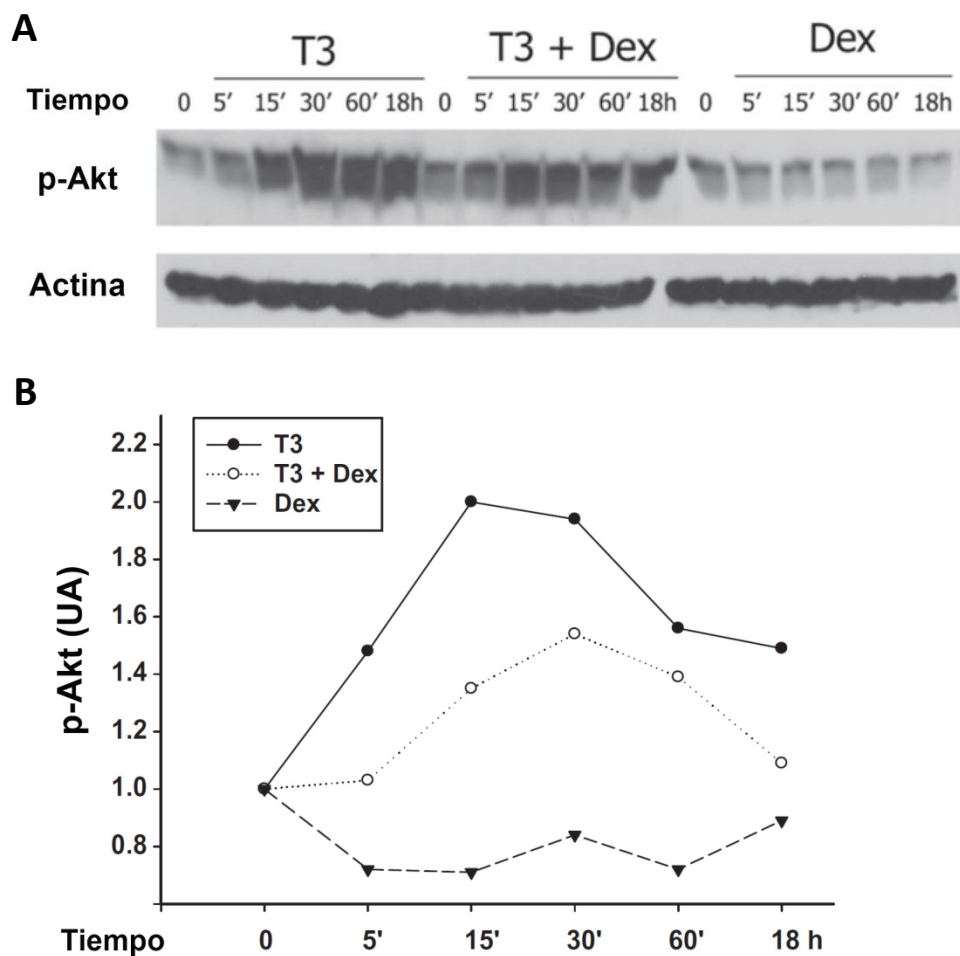 A
T3 T3 + Dex Dex
Tiempo 0 5' 15' 30' 60' 18h 0 5' 15' 30' 60' 18h 0 5' 15' 30' 60' 18h
p-Akt
Actina
B
T3
T3 + Dex
Dex
2.2
2.0
1.8
1.6
1.4
1.2
1.0
0.8
p-Akt (UA)
Tiempo 0 5' 15' 30' 60' 18 h